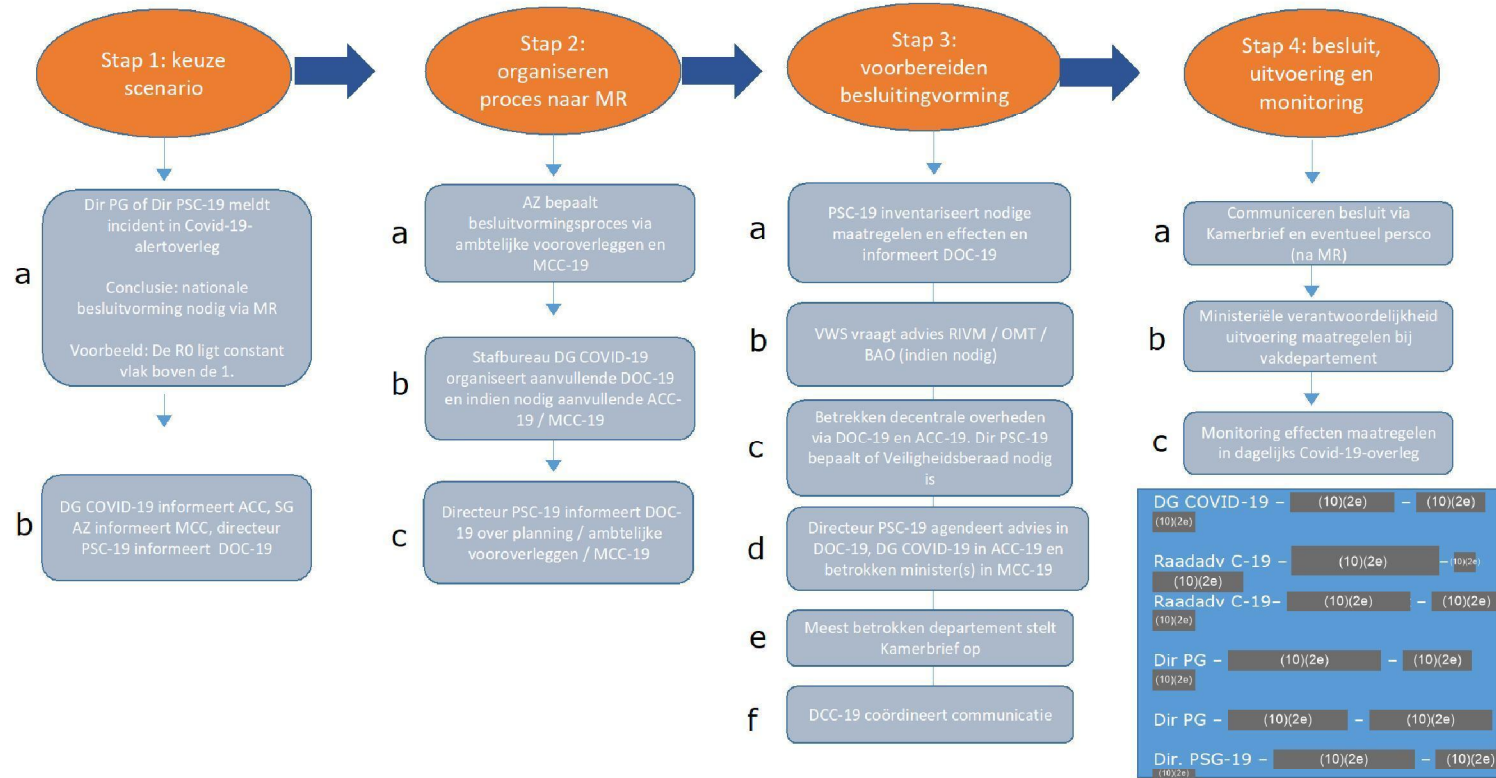 Stap 1: keuze
scenario
a
Dir PG of Dir PSC-19 meldt
incident in Covid-19-
alertoverleg
Conclusie: nationale
besluitvorming nodig via MR
Voorbeeld: De R0 ligt constant
vlak boven de 1.
b
DG COVID-19 informeert ACC, SG
AZ informeert MCC, directeur
PSC-19 informeert DOC-19
Stap 2:
organiseren
proces naar MR
a
AZ bepaalt
besluitvormingsproces via
ambtelijke vooroverleggen en
MCC-19
b
Stafbureau DG COVID-19
organiseert aanvullende DOC-19
en indien nodig aanvullende ACC-
19 / MCC-19
c
Directeur PSC-19 informeert DOC-
19 over planning / ambtelijke
vooroverleggen / MCC-19
Stap 3:
voorbereiden
besluitingvorming
a
PSC-19 inventariseert nodige
maatregelen en effecten en
informeert DOC-19
b
VWS vraagt advies RIVM / OMT /
BAO (indien nodig)
c
Betrekken decentrale overheden
via DOC-19 en ACC-19. Dir PSC-19
bepaalt of Veiligheidsberaad nodig
is
d
Directeur PSC-19 agendeert advies in
DOC-19, DG COVID-19 in ACC-19 en
betrokken minister(s) in MCC-19
e
Meest betrokken departement stelt
Kamerbrief op
f
DCC-19 coördineert communicatie
Stap 4: besluit,
uitvoering en
monitoring
a
Communiceren besluit via
Kamerbrief en eventueel persco
(na MR)
b
Ministeriële verantwoordelijkheid
uitvoering maatregelen bij
vakdepartement
c
Monitoring effecten maatregelen
in dagelijks Covid-19-overleg
DG COVID-19 – (10)(2e) – (10)(2e)
(10)(2e)
Raadadv C-19 – (10)(2e) – (10)(2e)
(10)(2e)
Raadadv C-19– (10)(2e) – (10)(2e)
(10)(2e)
Dir PG – (10)(2e) – (10)(2e)
(10)(2e)
Dir PG – (10)(2e) – (10)(2e)
Dir. PSG-19 – (10)(2e) – (10)(2e)
(10)(2e)